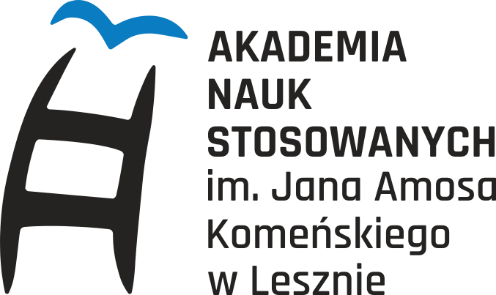 AKADEMIA
NAUK
STOSOWANYCH
im. Jana Amosa
Komeńskiego
w Lesznie